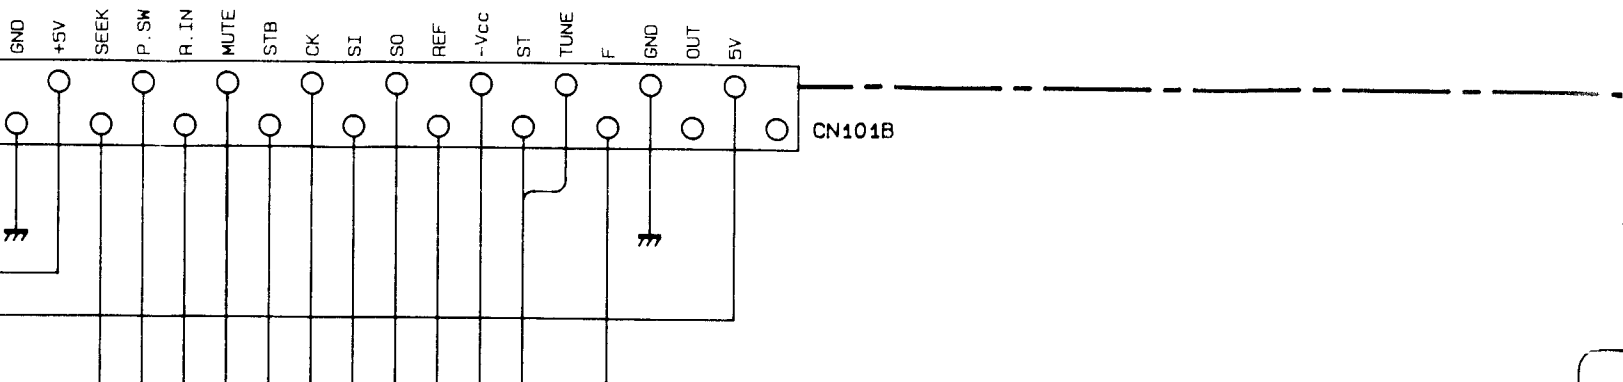 GND
+5V
SEEK
P.SW
R.IN
MUTE
STB
CK
SI
SO
REF
-Vcc
ST
TUNE
F
GND
OUT
5V
CN101B